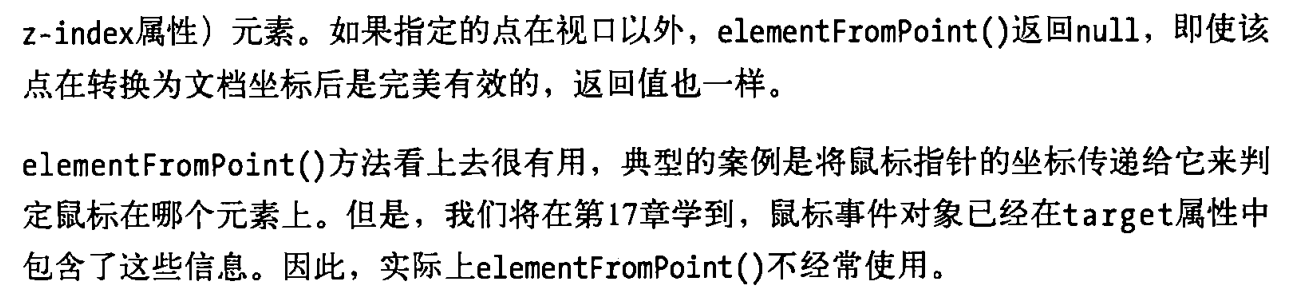 z-index属性）元素。如果指定的点在视口以外，elementFromPoint()返回null，即使该
点在转换为文档坐标后是完美有效的，返回值也一样。
elementFromPoint()方法看上去很有用，典型的案例是将鼠标指针的坐标传递给它来判
定鼠标在哪个元素上。但是，我们将在第17章学到，鼠标事件对象已经在target属性中
包含了这些信息。因此，实际上elementFromPoint()不经常使用。